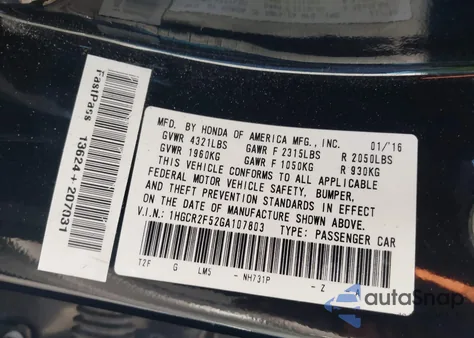 FastPass 13624++207031
MFD. BY HONDA OF AMERICA MFG., INC. 01/16
GVWR 4321LBS GAWR F 2315LBS R 2050LBS
GVWR 1960KG GAWR F 1050KG R 930KG
THIS VEHICLE CONFORMS TO ALL APPLICABLE
FEDERAL MOTOR VEHICLE SAFETY, BUMPER,
AND THEFT PREVENTION STANDARDS IN EFFECT
ON THE DATE OF MANUFACTURE SHOWN ABOVE.
V.I.N.: 1HGCR2F52GA107803 TYPE: PASSENGER CAR
T2F G LM5 - NH731P - Z A
autoSnap